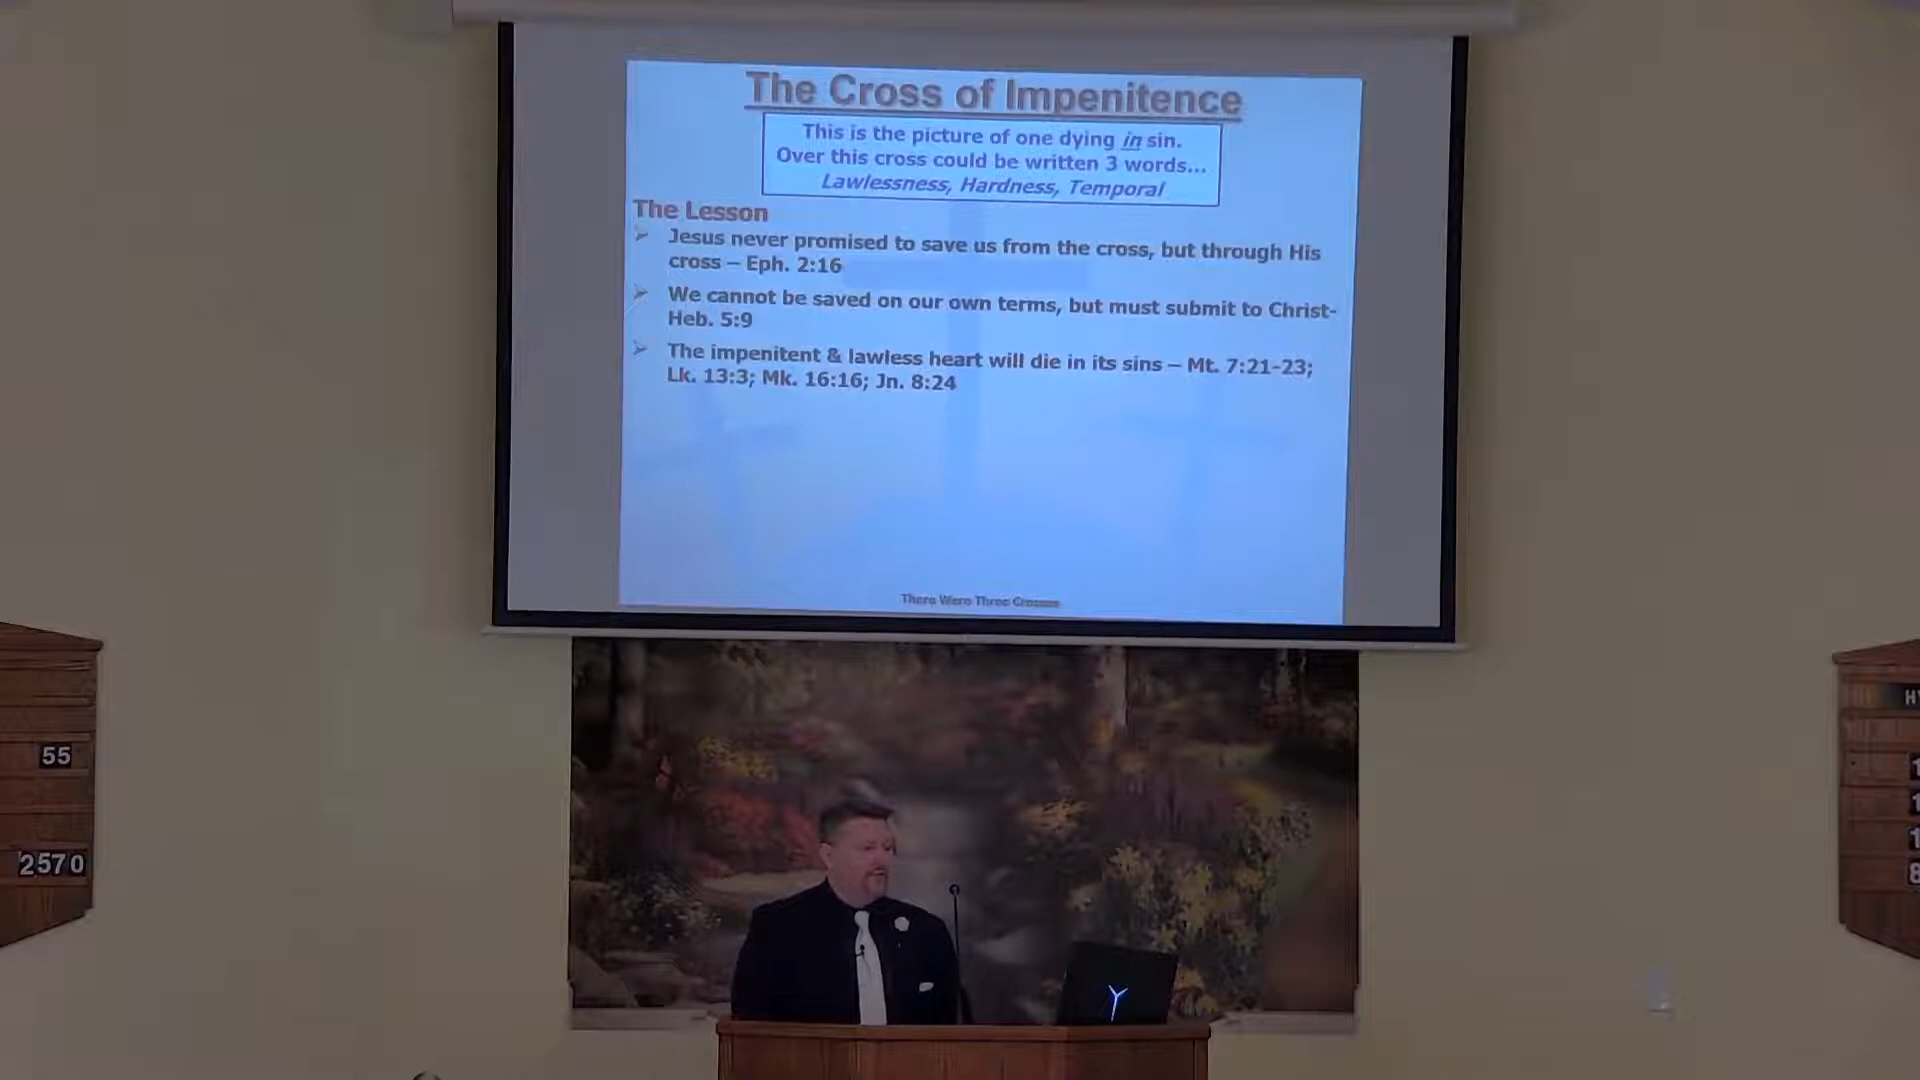 The Cross of Impenitence
This is the picture of one dying in sin.
Over this cross could be written 3 words...
Lawlessness, Hardness, Temporal
The Lesson
Jesus never promised to save us from the cross, but through His
cross – Eph. 2:16
We cannot be saved on our own terms, but must submit to Christ-
Heb. 5:9
The impenitent & lawless heart will die in its sins – Mt. 7:21-23;
Lk. 13:3; Mk. 16:16; Jn. 8:24
There Were Three Crosses
55
2570